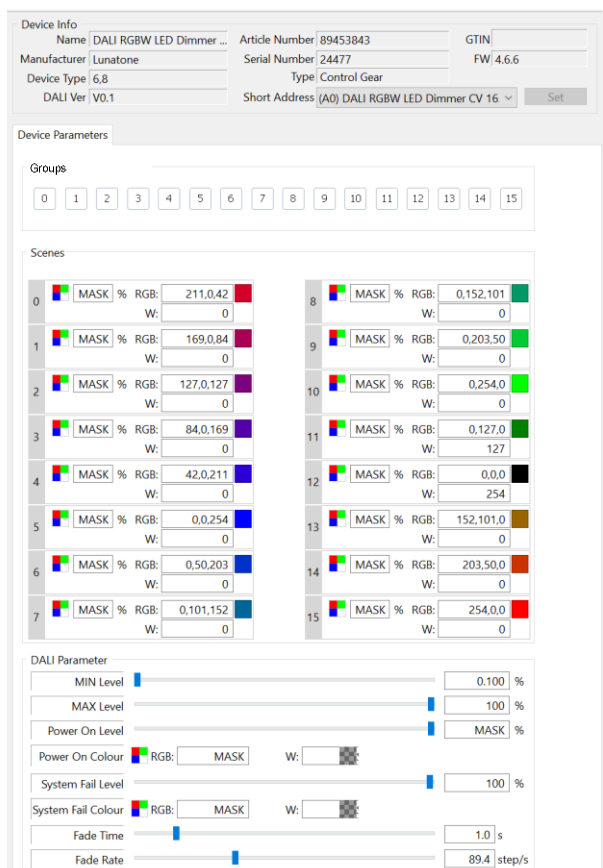 Device Info
Name DALI RGBW LED Dimmer ... Article Number 89453843 GTIN
Manufacturer Lunatone Serial Number 24477 FW 4.6.6
Device Type 6,8 Type Control Gear
DALI Ver V0.1 Short Address (A0) DALI RGBW LED Dimmer CV 16 Set
Device Parameters
Groups
0 1 2 3 4 5 6 7 8 9 10 11 12 13 14 15
Scenes
0 MASK % RGB: 211,0,42 8 MASK % RGB: 0,152,101
W: 0 W: 0
1 MASK % RGB: 169,0,84 9 MASK % RGB: 0,203,50
W: 0 W: 0
2 MASK % RGB: 127,0,127 10 MASK % RGB: 0,254,0
W: 0 W: 0
3 MASK % RGB: 84,0,169 11 MASK % RGB: 0,127,0
W: 0 W: 127
4 MASK % RGB: 42,0,211 12 MASK % RGB: 0,0,0
W: 0 W: 254
5 MASK % RGB: 0,0,254 13 MASK % RGB: 152,101,0
W: 0 W: 0
6 MASK % RGB: 0,50,203 14 MASK % RGB: 203,50,0
W: 0 W: 0
7 MASK % RGB: 0,101,152 15 MASK % RGB: 254,0,0
W: 0 W: 0
DALI Parameter
MIN Level 0.100 %
MAX Level 100 %
Power On Level MASK %
Power On Colour RGB: MASK W:
System Fail Level 100 %
System Fail Colour RGB: MASK W:
Fade Time 1.0 s
Fade Rate 89.4 step/s